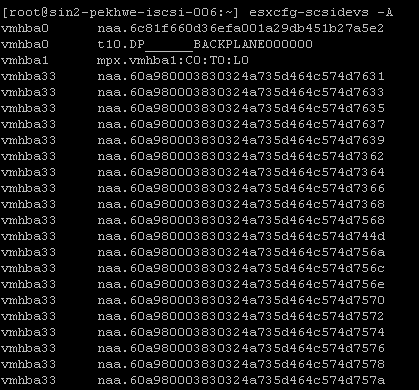 [root@sin2-pekhwe-iscsi-006:~] esxcfg-scsidevs -A
vmhba0 naa.6c81f660d36efa001a29db451b27a5e2
vmhba0 t10.DP______BACKPLANE000000
vmhba1 mpx.vmhba1:C0:T0:L0
vmhba33 naa.60a980003830324a735d464c574d7631
vmhba33 naa.60a980003830324a735d464c574d7633
vmhba33 naa.60a980003830324a735d464c574d7635
vmhba33 naa.60a980003830324a735d464c574d7637
vmhba33 naa.60a980003830324a735d464c574d7639
vmhba33 naa.60a980003830324a735d464c574d7362
vmhba33 naa.60a980003830324a735d464c574d7364
vmhba33 naa.60a980003830324a735d464c574d7366
vmhba33 naa.60a980003830324a735d464c574d7368
vmhba33 naa.60a980003830324a735d464c574d7568
vmhba33 naa.60a980003830324a735d464c574d744d
vmhba33 naa.60a980003830324a735d464c574d756a
vmhba33 naa.60a980003830324a735d464c574d756c
vmhba33 naa.60a980003830324a735d464c574d756e
vmhba33 naa.60a980003830324a735d464c574d7570
vmhba33 naa.60a980003830324a735d464c574d7572
vmhba33 naa.60a980003830324a735d464c574d7574
vmhba33 naa.60a980003830324a735d464c574d7576
vmhba33 naa.60a980003830324a735d464c574d7578
vmhba33 naa.60a980003830324a735d464c574d757a